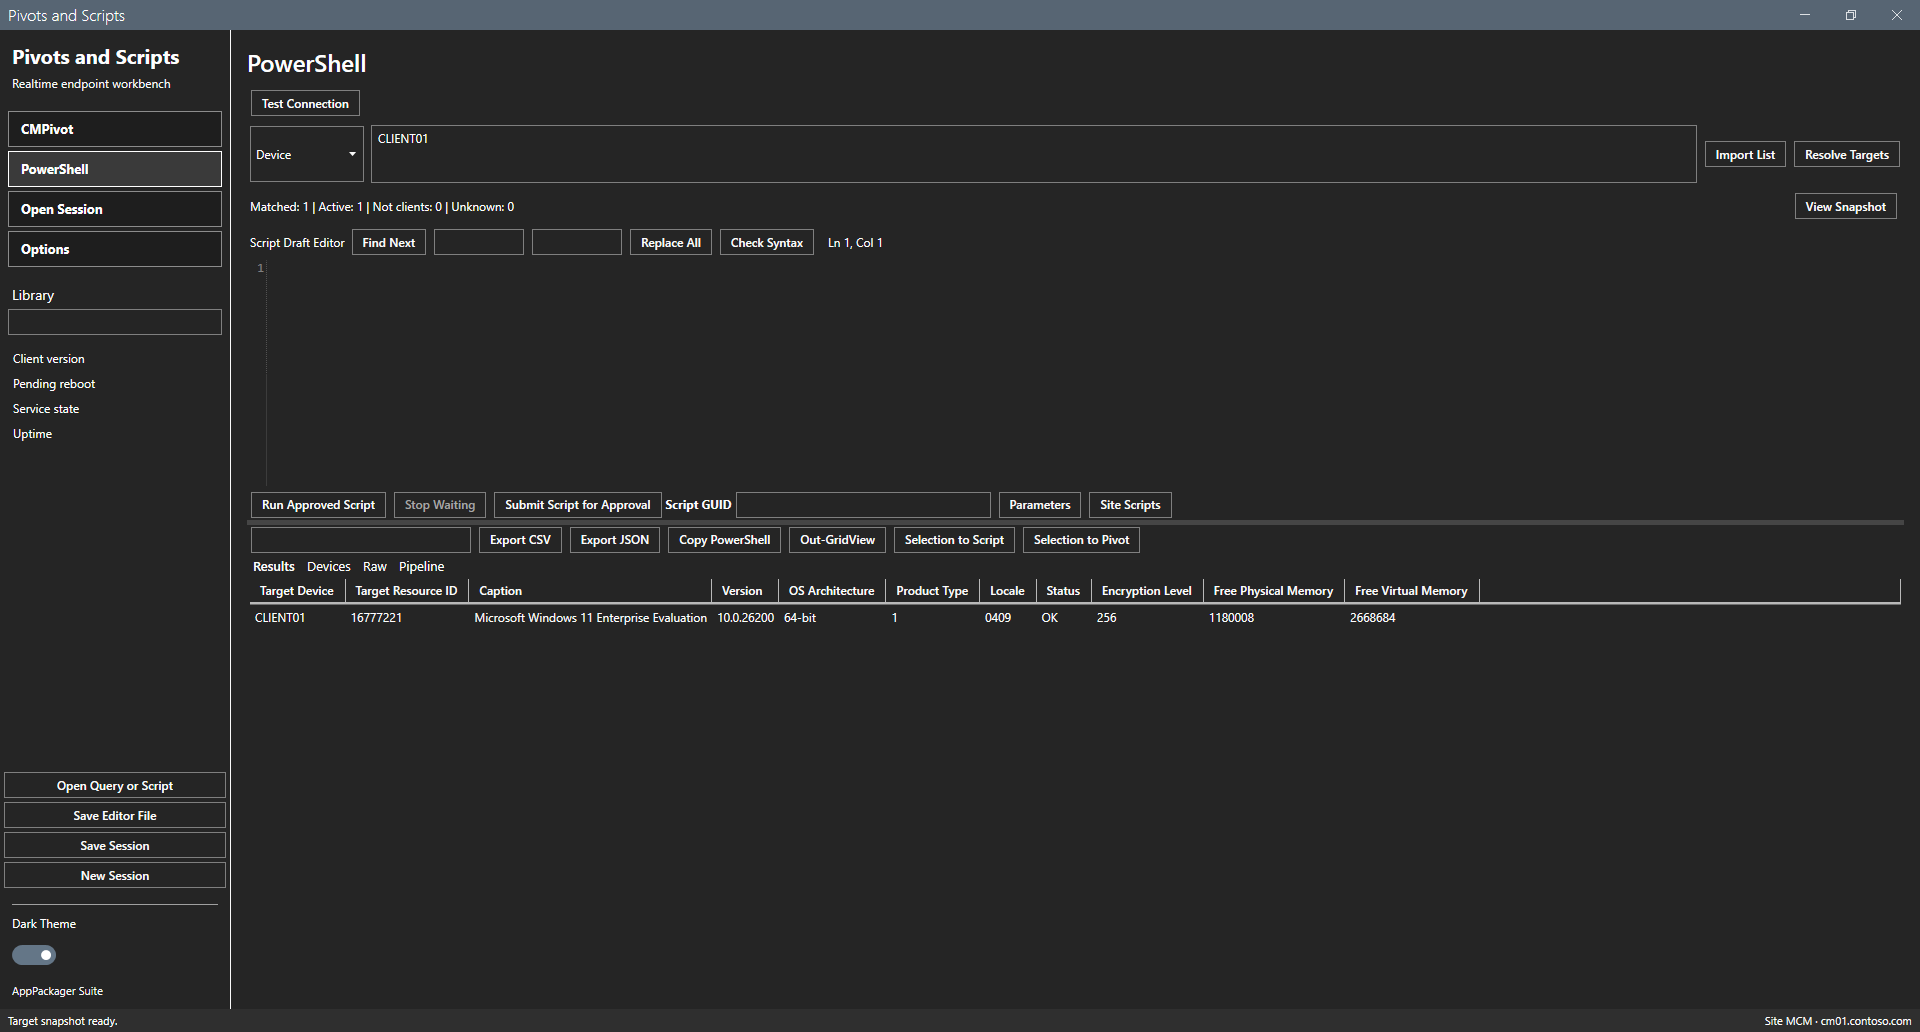 Pivots and Scripts
Pivots and Scripts
Realtime endpoint workbench
CMPivot
PowerShell
Open Session
Options
Library
Client version
Pending reboot
Service state
Uptime
Open Query or Script
Save Editor File
Save Session
New Session
Dark Theme
AppPackager Suite
PowerShell
Test Connection
Device
CLIENT01
Import List
Resolve Targets
Matched: 1 | Active: 1 | Not clients: 0 | Unknown: 0
View Snapshot
Script Draft Editor Find Next Replace All Check Syntax Ln 1, Col 1
1
Run Approved Script Stop Waiting Submit Script for Approval Script GUID Parameters Site Scripts
Export CSV Export JSON Copy PowerShell Out-GridView Selection to Script Selection to Pivot
Results Devices Raw Pipeline
Target Device Target Resource ID Caption Version OS Architecture Product Type Locale Status Encryption Level Free Physical Memory Free Virtual Memory
CLIENT01 16777221 Microsoft Windows 11 Enterprise Evaluation 10.0.26200 64-bit 1 0409 OK 256 1180008 2668684
Target snapshot ready.
Site MCM · cm01.contoso.com